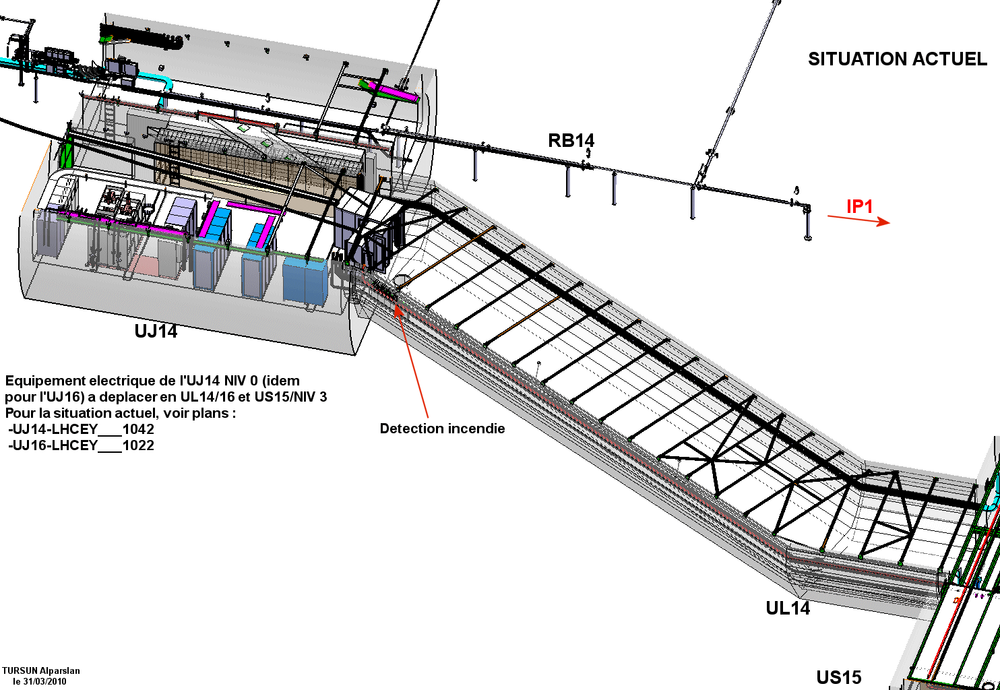 SITUATION ACTUEL
RB14
IP1
UJ14
Equipement electrique de l'UJ14 NIV 0 (idem
pour l'UJ16) a deplacer en UL14/16 et US15/NIV 3
Pour la situation actuel, voir plans :
-UJ14-LHCEY___1042
-UJ16-LHCEY___1022
Detection incendie
UL14
US15
TURSUN Alparslan
le 31/03/2010